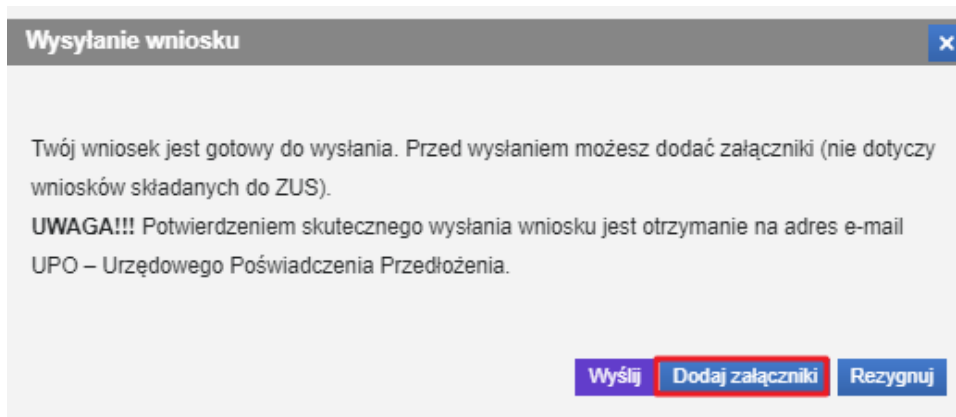 Wysyłanie wniosku
×
Twój wniosek jest gotowy do wysłania. Przed wysłaniem możesz dodać załączniki (nie dotyczy
wniosków składanych do ZUS).
UWAGA!!! Potwierdzeniem skutecznego wysłania wniosku jest otrzymanie na adres e-mail
UPO – Urzędowego Poświadczenia Przedłożenia.
Wyślij Dodaj załączniki Rezygnuj